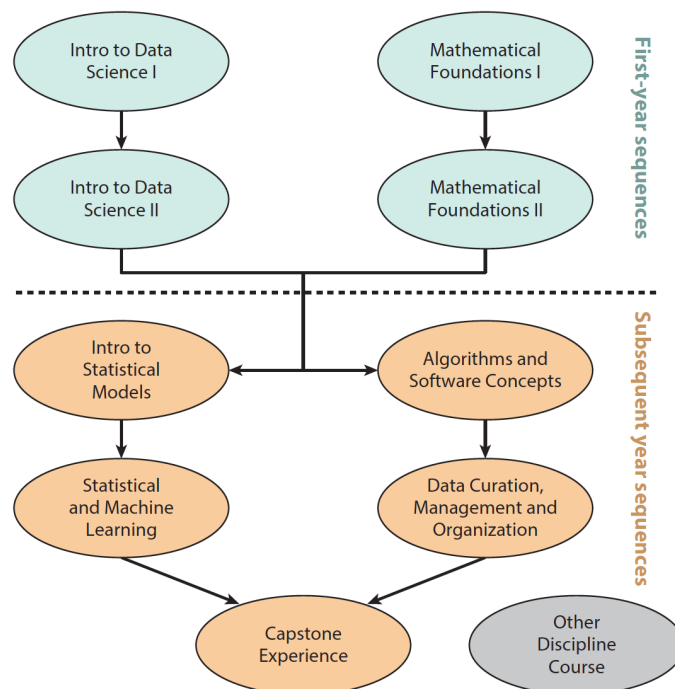 Intro to Data
Science I
Mathematical
Foundations I
First-year sequences
Intro to Data
Science II
Mathematical
Foundations II
Intro to
Statistical
Models
Algorithms and
Software Concepts
Subsequent year sequences
Statistical
and Machine
Learning
Data Curation,
Management and
Organization
Capstone
Experience
Other
Discipline
Course